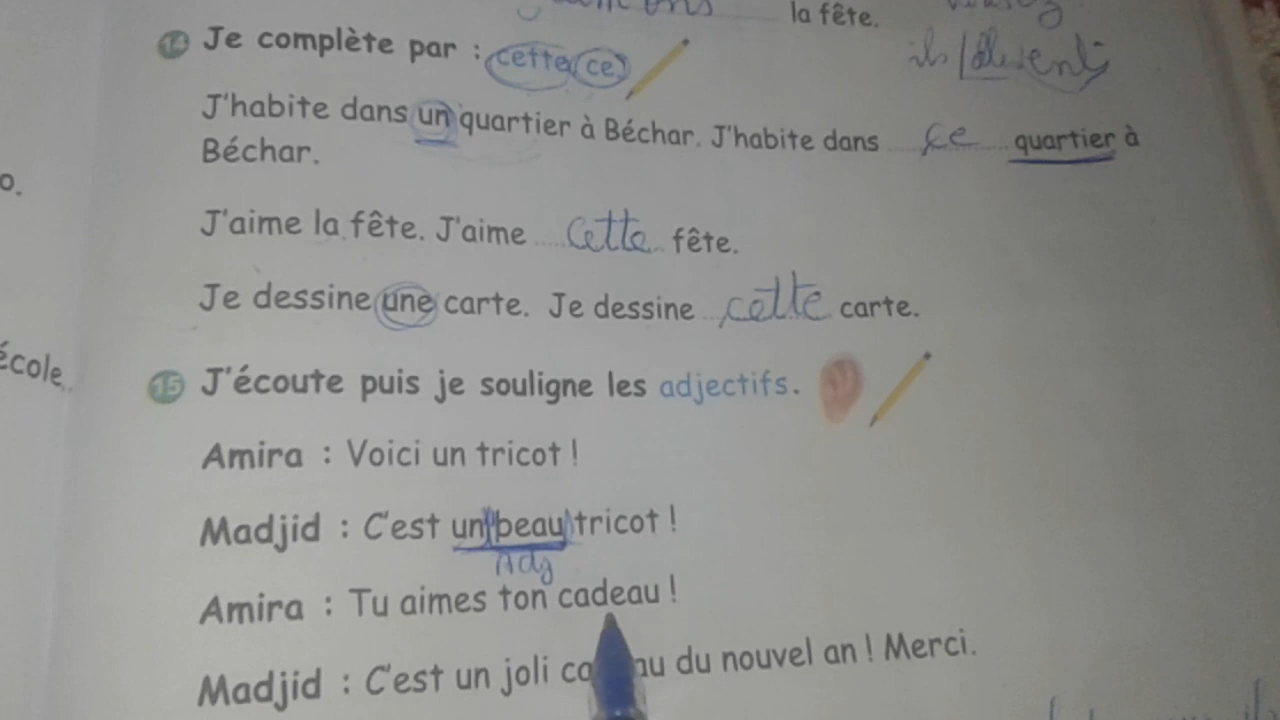 la fête.
14 Je complète par : cette ce
J'habite dans un quartier à Béchar. J'habite dans ce quartier à
Béchar.
J'aime la fête. J'aime cette fête.
Je dessine une carte. Je dessine cette carte.
o.
école
15 J'écoute puis je souligne les adjectifs.
Amira : Voici un tricot !
Madjid : C'est un beau tricot !
Adj
Amira : Tu aimes ton cadeau !
Madjid : C'est un joli du nouvel an ! Merci.